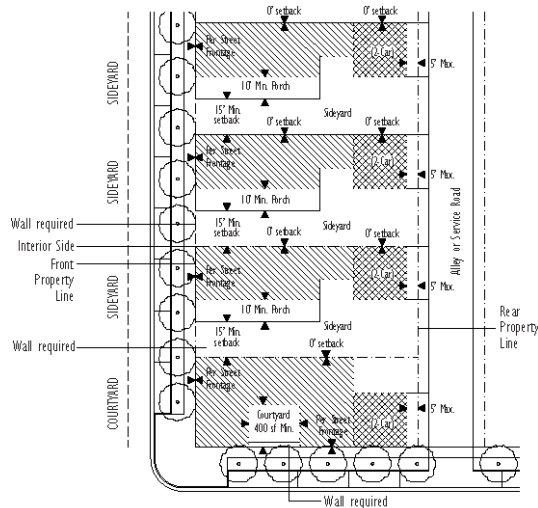 0' setback
0' setback
Per Street
Frontage
(2-Car)
5' Max.
SIDEYARD
10' Min. Porch
15' Min.
setback
Sideyard
0' setback
0' setback
Per Street
Frontage
(2-Car)
5' Max.
SIDEYARD
10' Min. Porch
Wall required
15' Min.
setback
Sideyard
0' setback
0' setback
Interior Side
Front
Property
Line
Per Street
Frontage
(2-Car)
5' Max.
Alley or Service Road
SIDEYARD
10' Min. Porch
Rear
Property
Line
15' Min.
setback
Sideyard
Wall required
0' setback
Per Street
Frontage
COURTYARD
Courtyard
400 sf Min.
Per Street
Frontage
(2-Car)
5' Max.
Wall required